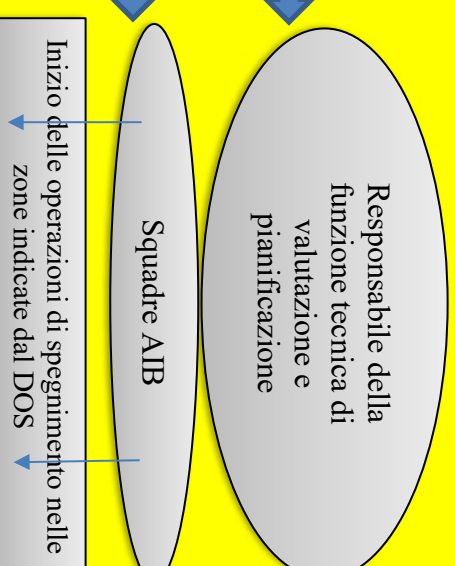 Responsabile della
funzione tecnica di
valutazione e
pianificazione
Squadre AIB
Inizio delle operazioni di spegnimento nelle
zone indicate dal DOS